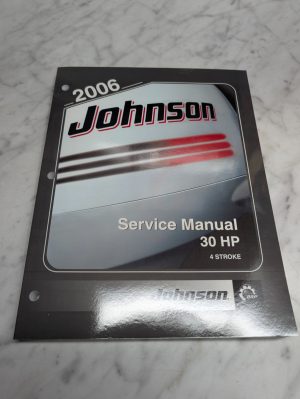 2006
Johnson
Service Manual
30 HP
4 STROKE
Johnson